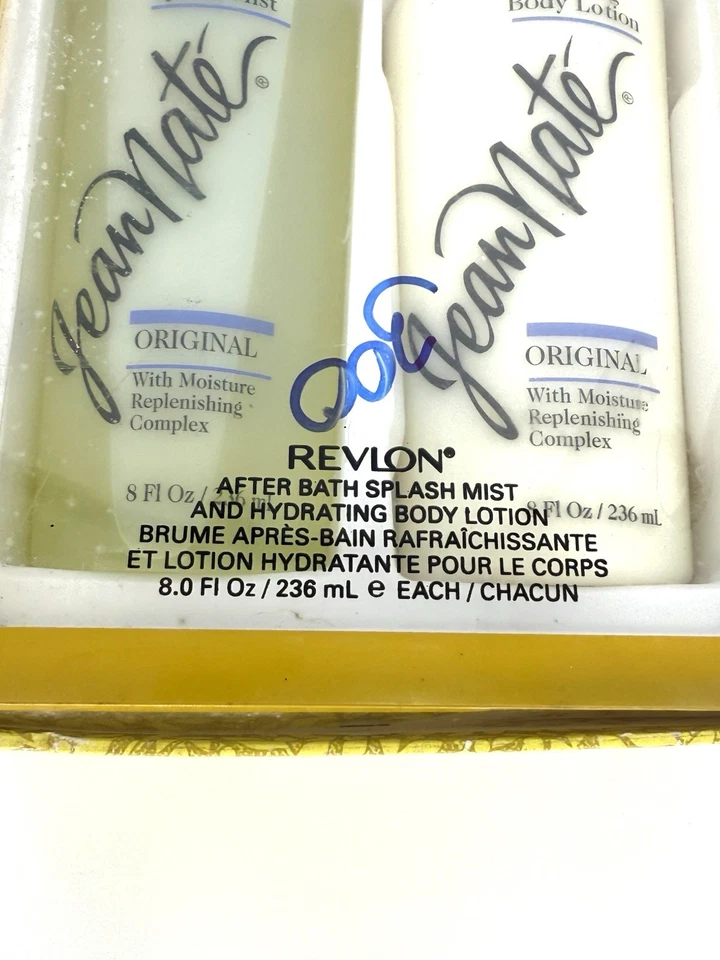 Body Lotion
Jean Naté®
Jean Naté®
ORIGINAL
With Moisture
Replenishing
Complex
8 Fl Oz / 236 mL
ORIGINAL
With Moisture
Replenishing
Complex
8 Fl Oz / 236 mL
REVLON®
AFTER BATH SPLASH MIST
AND HYDRATING BODY LOTION
BRUME APRÈS-BAIN RAFRAÎCHISSANTE
ET LOTION HYDRATANTE POUR LE CORPS
8.0 Fl Oz / 236 mL e EACH / CHACUN